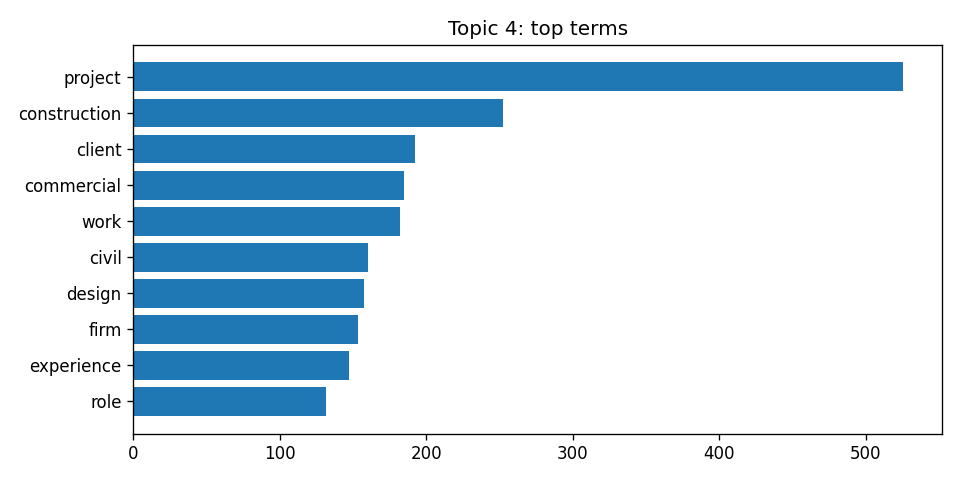 Topic 4: top terms
project
construction
client
commercial
work
civil
design
firm
experience
role
0 100 200 300 400 500